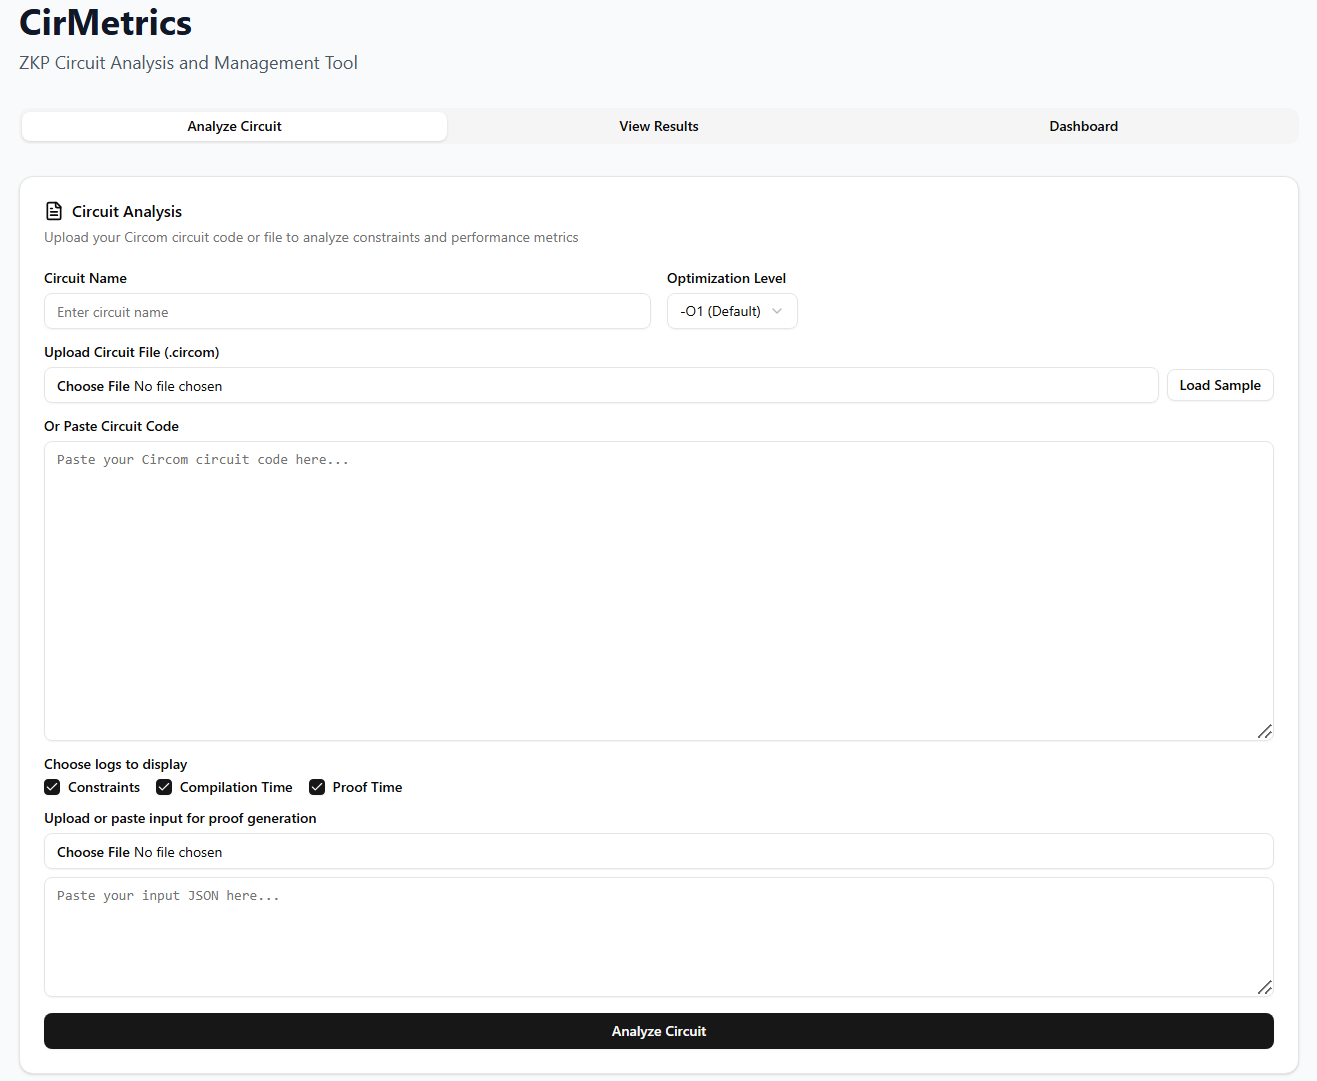 CirMetrics
ZKP Circuit Analysis and Management Tool
Analyze Circuit
View Results
Dashboard
Circuit Analysis
Upload your Circom circuit code or file to analyze constraints and performance metrics
Circuit Name
Optimization Level
Enter circuit name
-O1 (Default)
Upload Circuit File (.circom)
Choose File No file chosen
Load Sample
Or Paste Circuit Code
Paste your Circom circuit code here...
Choose logs to display
Constraints
Compilation Time
Proof Time
Upload or paste input for proof generation
Choose File No file chosen
Paste your input JSON here...
Analyze Circuit